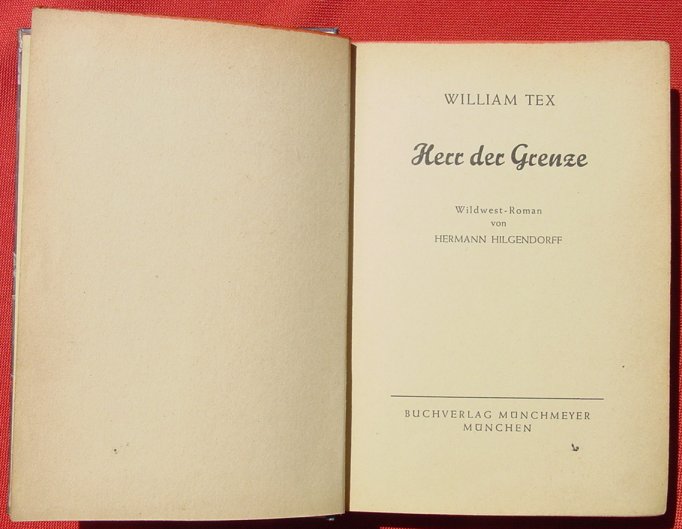 WILLIAM TEX
Herr der Grenze
Wildwest-Roman
von
HERMANN HILGENDORFF
BUCHVERLAG MÜNCHMEYER
MÜNCHEN